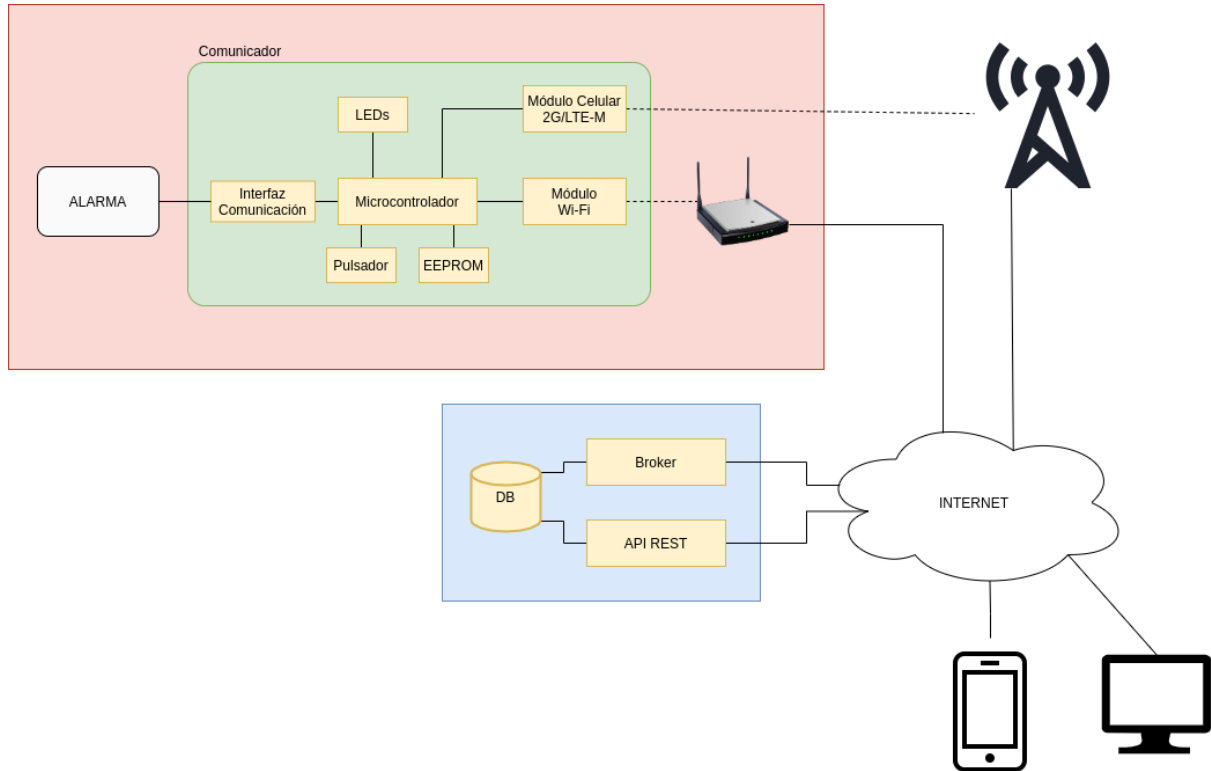 Comunicador
Módulo Celular
2G/LTE-M
LEDs
ALARMA
Interfaz
Comunicación
Microcontrolador
Módulo
Wi-Fi
Pulsador
EEPROM
Broker
DB
API REST
INTERNET